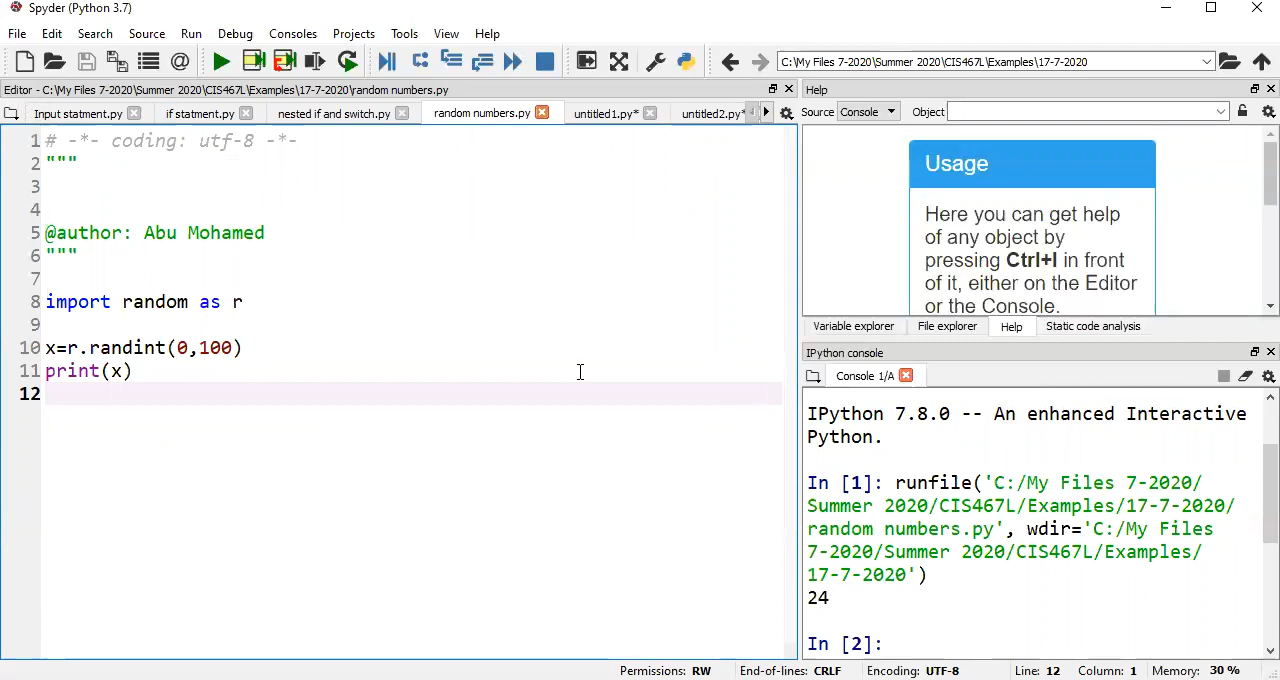 Spyder (Python 3.7)
File Edit Search Source Run Debug Consoles Projects Tools View Help
C:\My Files 7-2020\Summer 2020\CIS467L\Examples\17-7-2020
Editor - C:\My Files 7-2020\Summer 2020\CIS467L\Examples\17-7-2020\random numbers.py
Input statment.py if statment.py nested if and switch.py random numbers.py untitled1.py* untitled2.py*
1 # -*- coding: utf-8 -*-
2 """
3
4
5 @author: Abu Mohamed
6 """
7
8 import random as r
9
10 x=r.randint(0,100)
11 print(x)
12
Help
Source Console Object
Usage
Here you can get help
of any object by
pressing Ctrl+I in front
of it, either on the Editor
or the Console.
Variable explorer File explorer Help Static code analysis
IPython console
Console 1/A
IPython 7.8.0 -- An enhanced Interactive
Python.
In [1]: runfile('C:/My Files 7-2020/
Summer 2020/CIS467L/Examples/17-7-2020/
random numbers.py', wdir='C:/My Files
7-2020/Summer 2020/CIS467L/Examples/
17-7-2020')
24
In [2]:
Permissions: RW End-of-lines: CRLF Encoding: UTF-8 Line: 12 Column: 1 Memory: 30 %